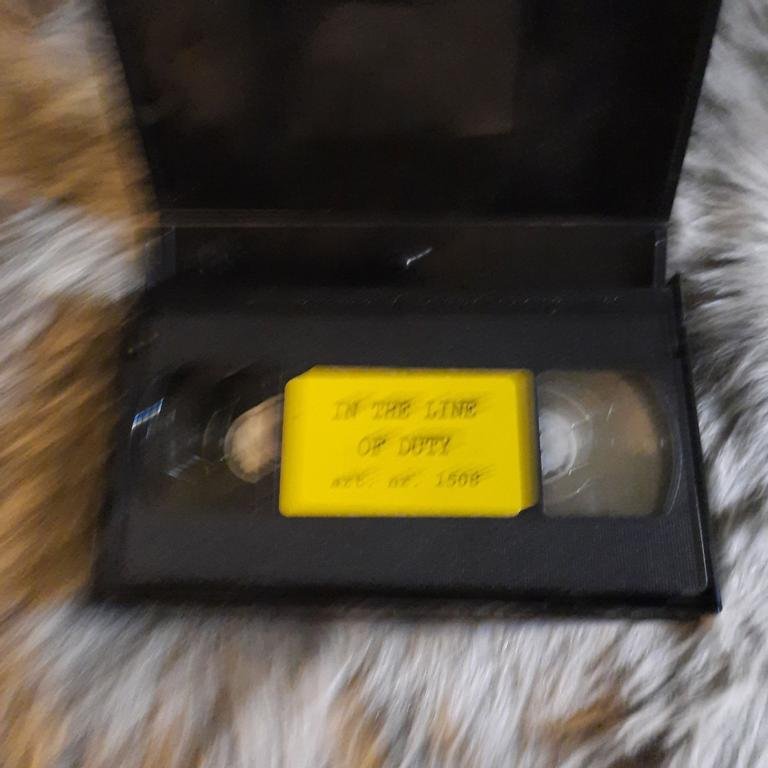 IN THE LINE
OF DUTY
art. nr. 1508